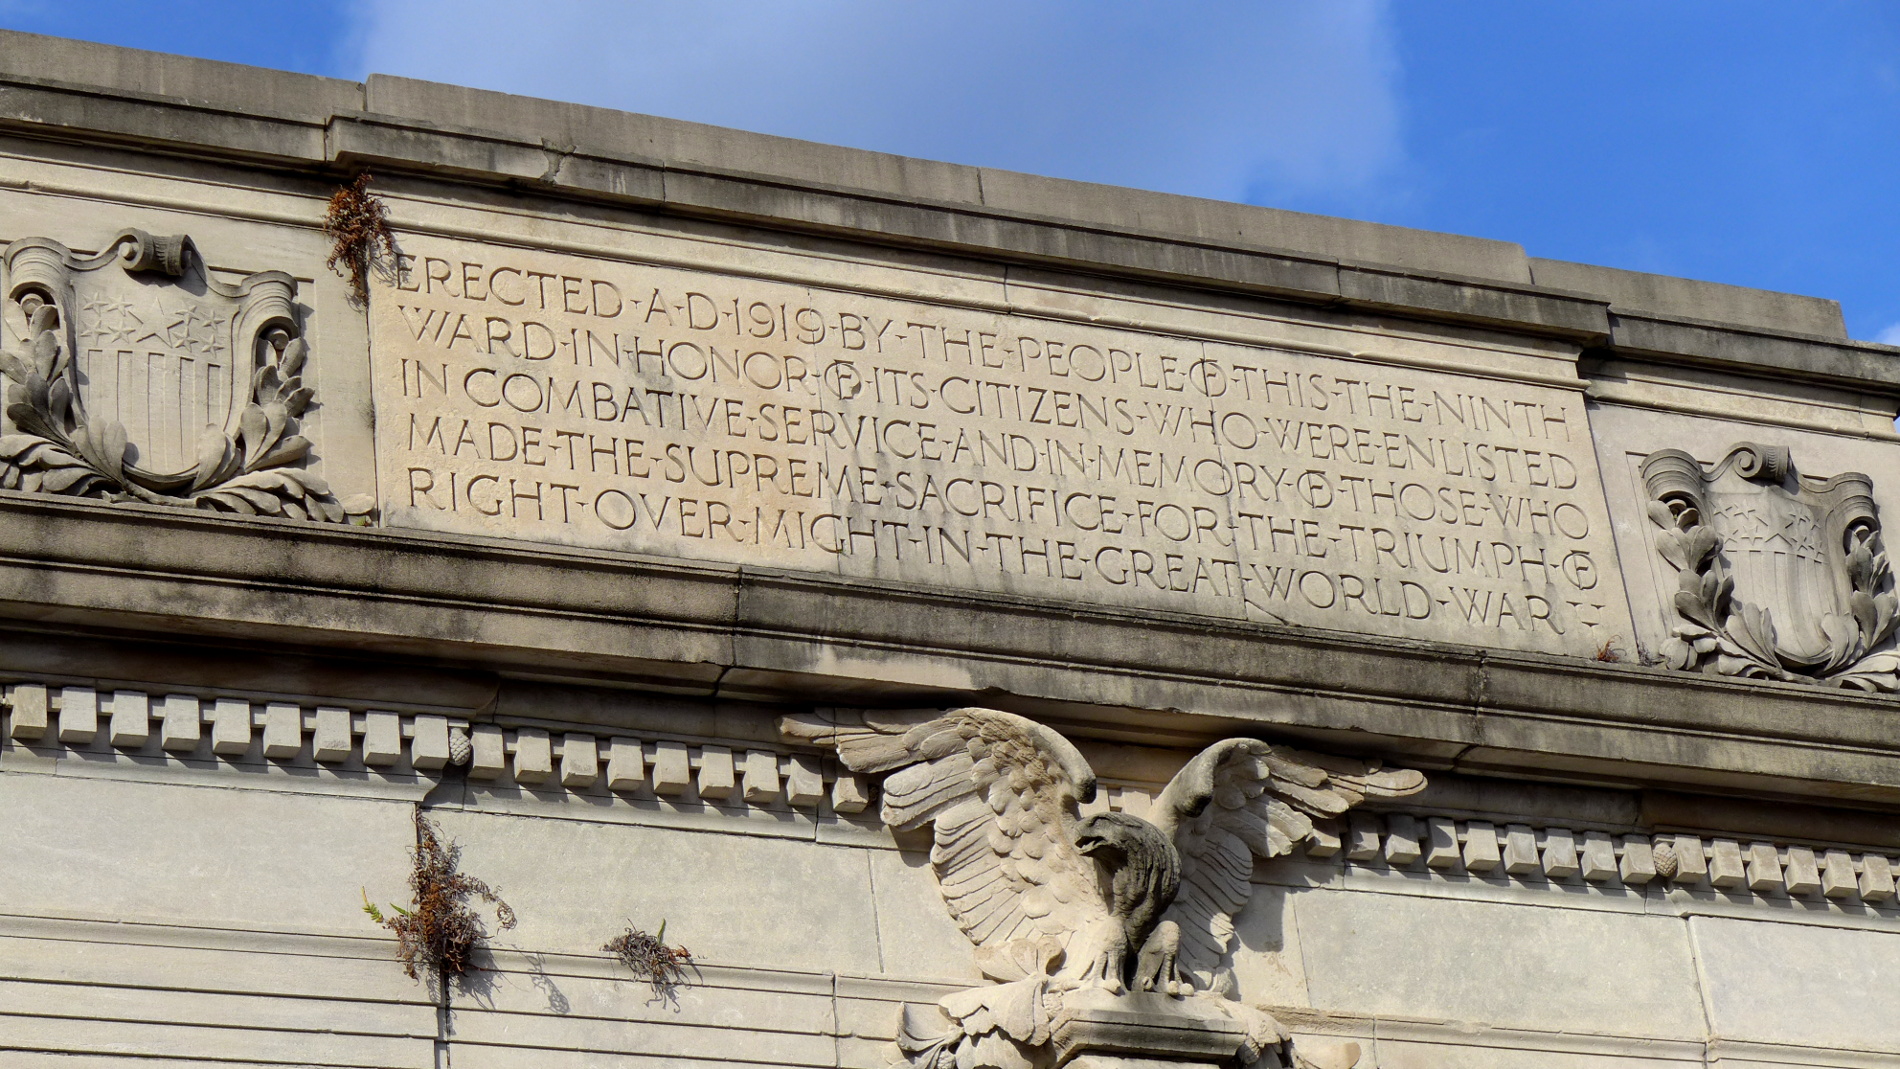 ERECTED·A·D·1919·BY·THE·PEOPLE·OF·THIS·THE·NINTH
WARD·IN·HONOR·OF·ITS·CITIZENS·WHO·WERE·ENLISTED
IN·COMBATIVE·SERVICE·AND·IN·MEMORY·OF·THOSE·WHO
MADE·THE·SUPREME·SACRIFICE·FOR·THE·TRIUMPH·OF
RIGHT·OVER·MIGHT·IN·THE·GREAT·WORLD·WAR